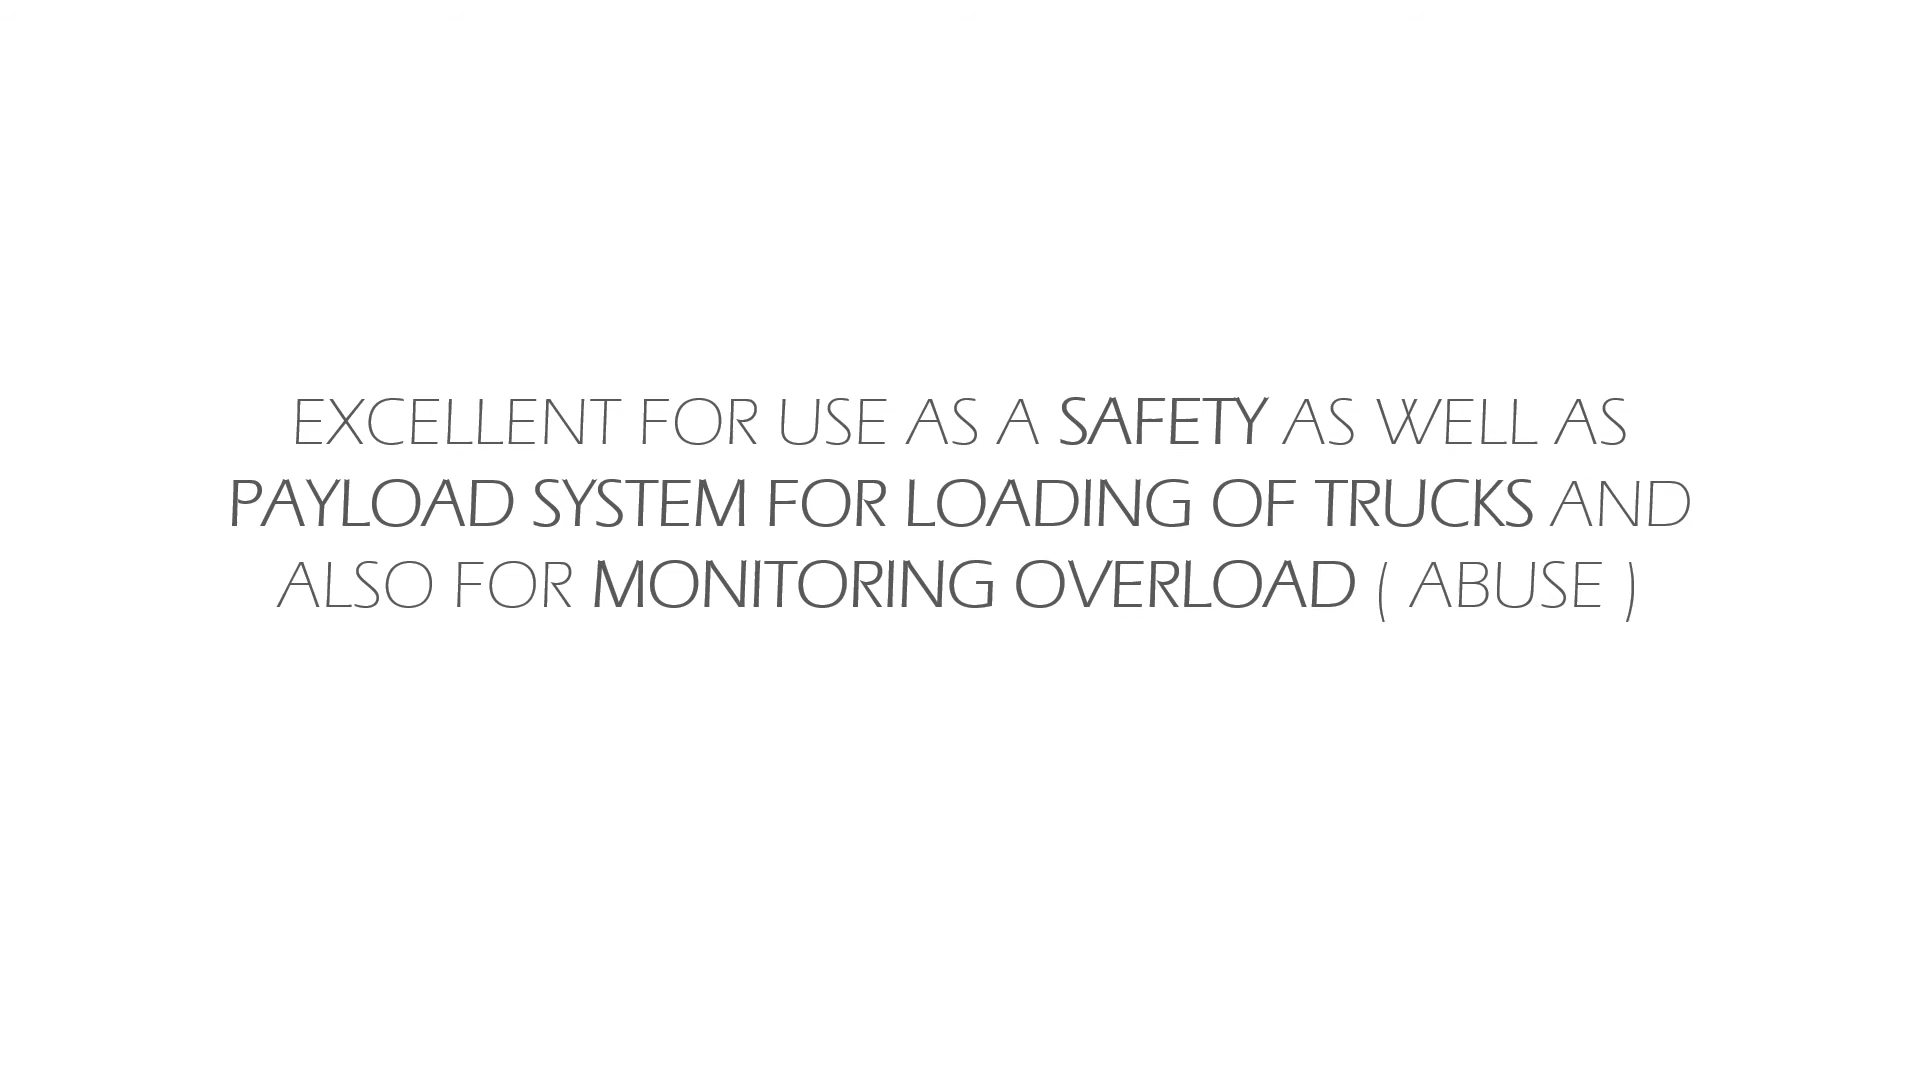 EXCELLENT FOR USE AS A SAFETY AS WELL AS
PAYLOAD SYSTEM FOR LOADING OF TRUCKS AND
ALSO FOR MONITORING OVERLOAD ( ABUSE )